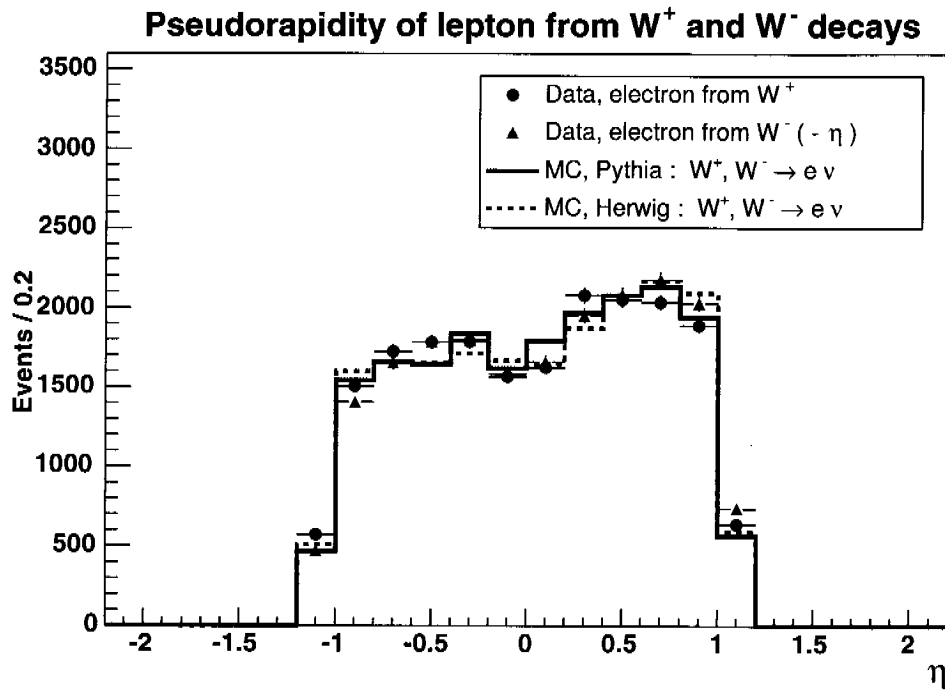 Pseudorapidity of lepton from W+ and W- decays
Data, electron from W+
Data, electron from W- ( - η)
MC, Pythia : W+, W- → e ν
MC, Herwig : W+, W- → e ν
Events / 0.2
3500
3000
2500
2000
1500
1000
500
0
-2 -1.5 -1 -0.5 0 0.5 1 1.5 2
η